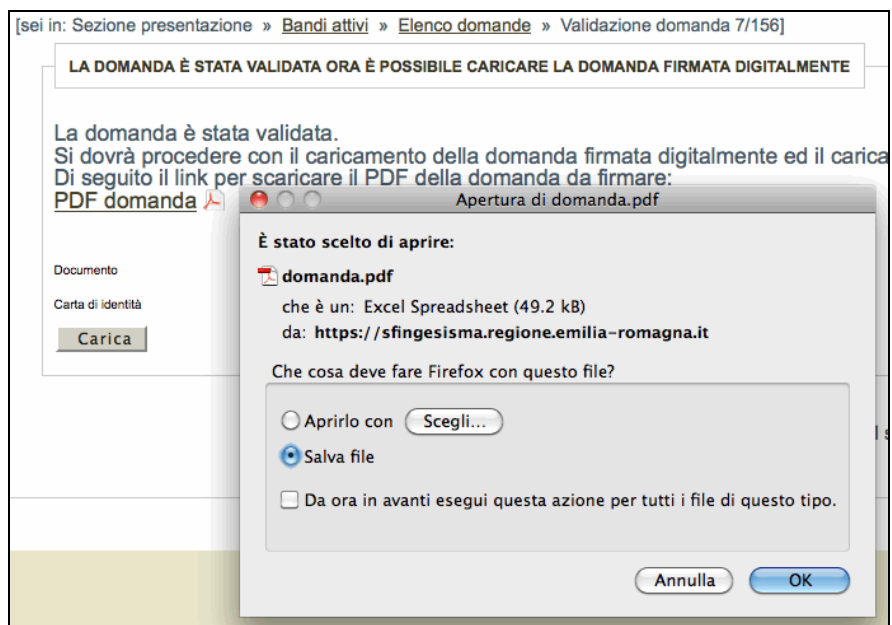 [sei in: Sezione presentazione » Bandi attivi » Elenco domande » Validazione domanda 7/156]
LA DOMANDA È STATA VALIDATA ORA È POSSIBILE CARICARE LA DOMANDA FIRMATA DIGITALMENTE
La domanda è stata validata.
Si dovrà procedere con il caricamento della domanda firmata digitalmente ed il carica
Di seguito il link per scaricare il PDF della domanda da firmare:
PDF domanda
Apertura di domanda.pdf
È stato scelto di aprire:
domanda.pdf
che è un: Excel Spreadsheet (49.2 kB)
da: https://sfingesisma.regione.emilia-romagna.it
Che cosa deve fare Firefox con questo file?
Aprirlo con Scegli...
Salva file
Da ora in avanti esegui questa azione per tutti i file di questo tipo.
Annulla OK
Documento
Carta di identità
Carica